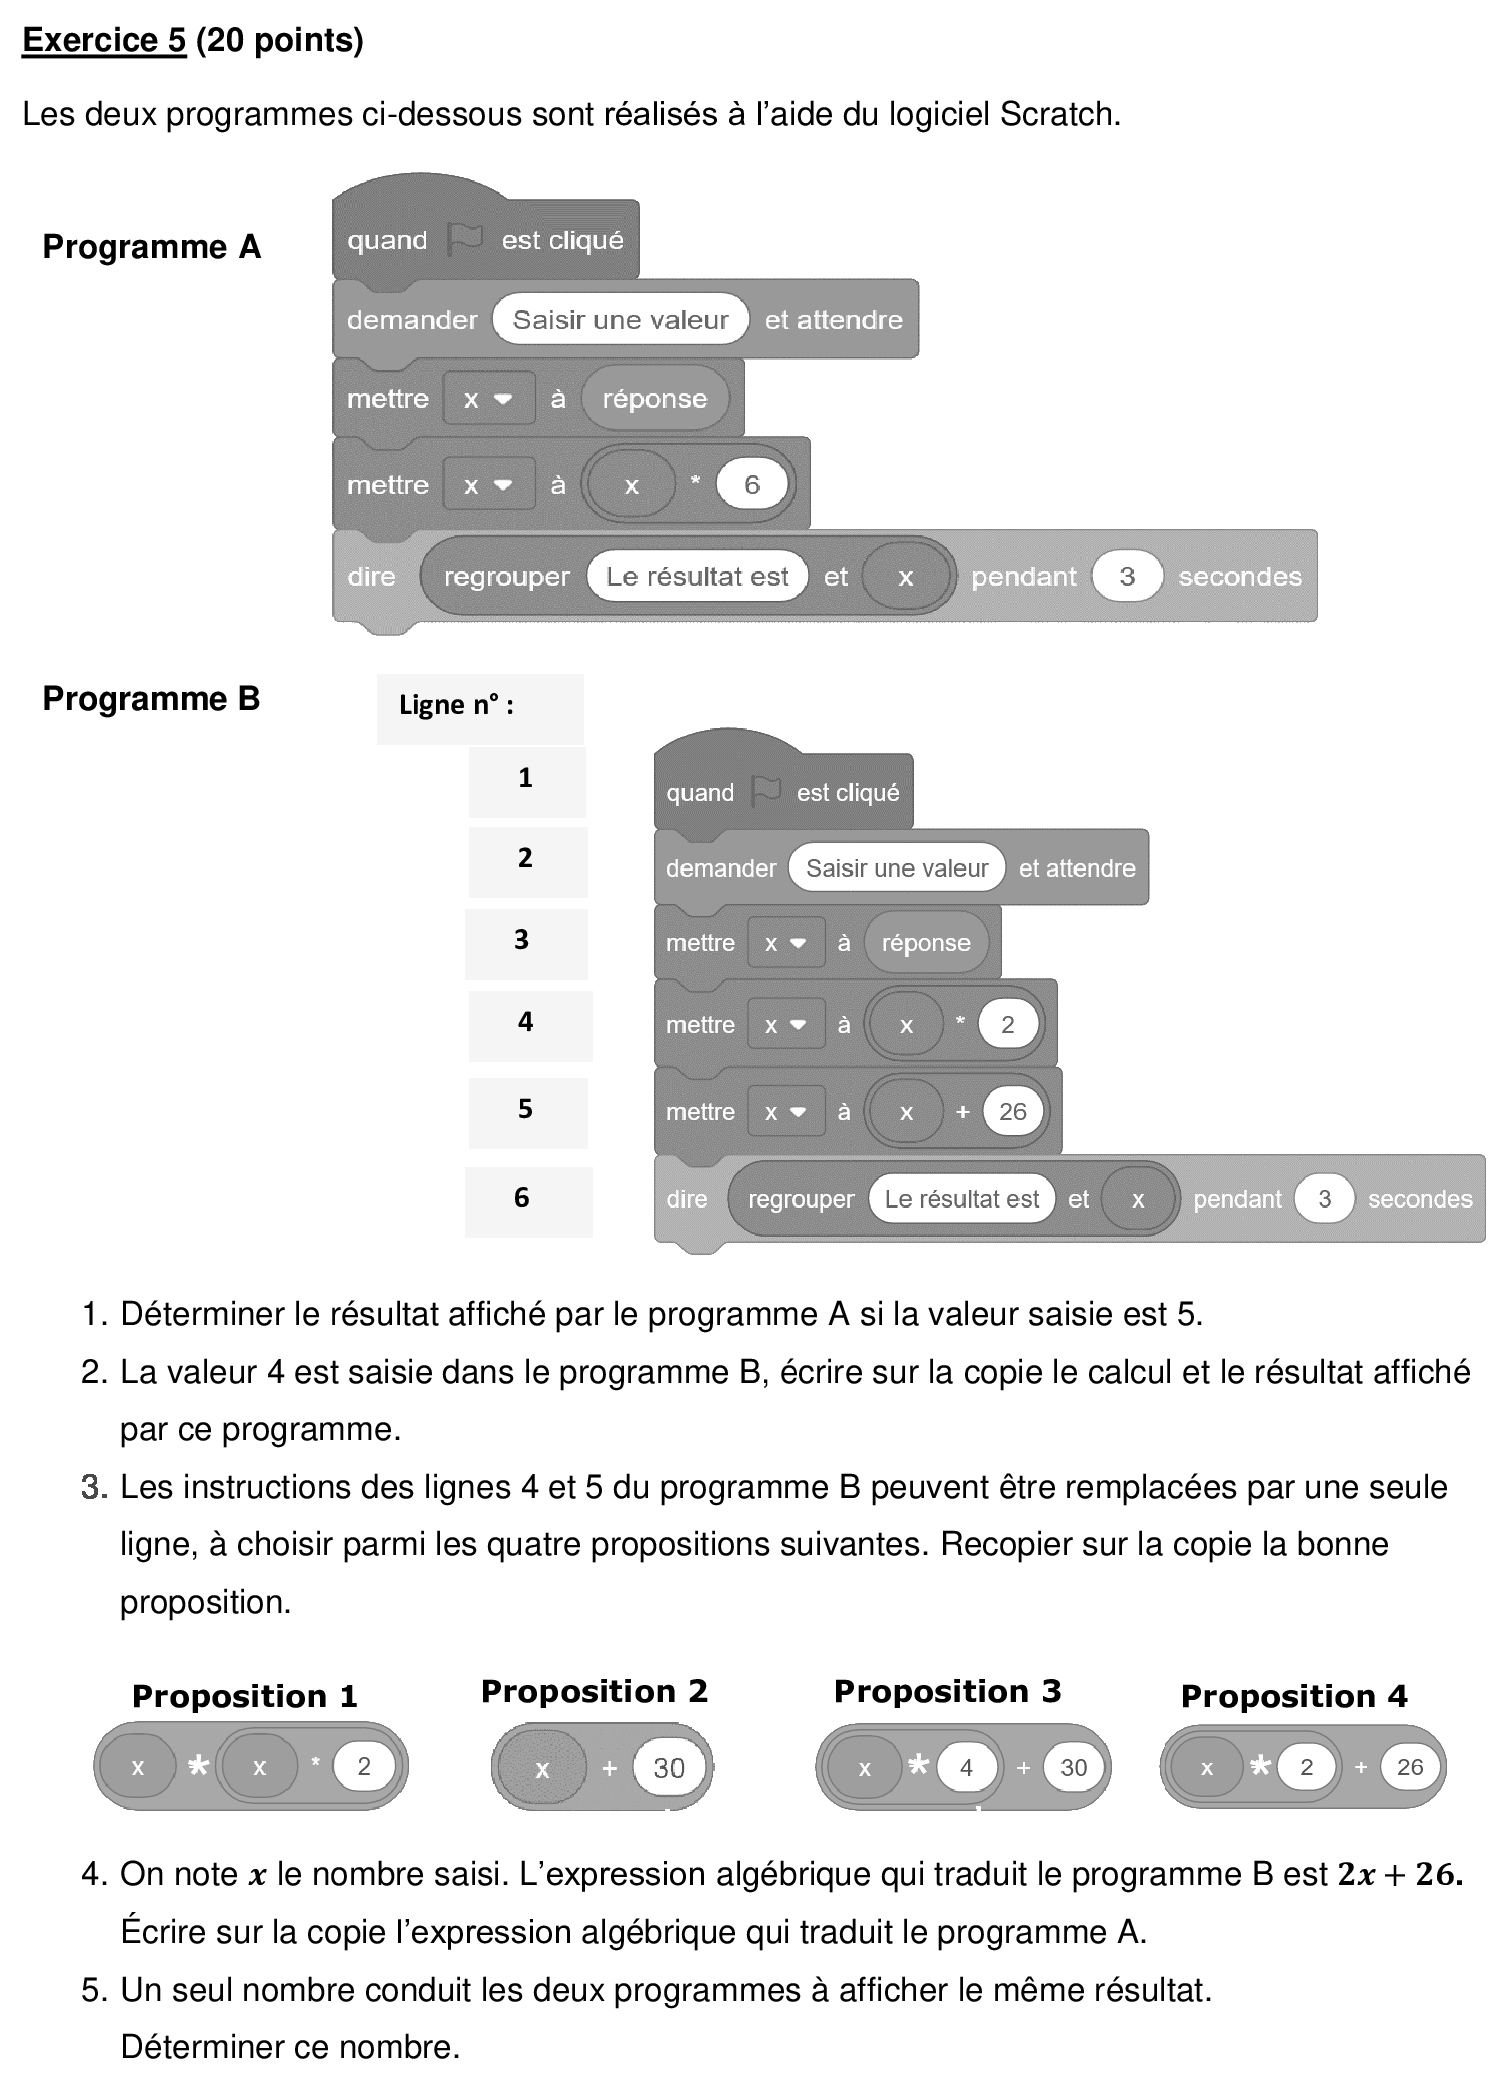 Exercice 5 (20 points)
Les deux programmes ci-dessous sont réalisés à l'aide du logiciel Scratch.
Programme A
quand est cliqué
demander Saisir une valeur et attendre
mettre x à réponse
mettre x à x * 6
dire regrouper Le résultat est et x pendant 3 secondes
Programme B
Ligne n° :
1
quand est cliqué
2
demander Saisir une valeur et attendre
3
mettre x à réponse
4
mettre x à x * 2
5
mettre x à x + 26
6
dire regrouper Le résultat est et x pendant 3 secondes
1. Déterminer le résultat affiché par le programme A si la valeur saisie est 5.
2. La valeur 4 est saisie dans le programme B, écrire sur la copie le calcul et le résultat affiché
par ce programme.
3. Les instructions des lignes 4 et 5 du programme B peuvent être remplacées par une seule
ligne, à choisir parmi les quatre propositions suivantes. Recopier sur la copie la bonne
proposition.
Proposition 1 Proposition 2 Proposition 3 Proposition 4
x * x * 2 x + 30 x * 4 + 30 x * 2 + 26
4. On note x le nombre saisi. L'expression algébrique qui traduit le programme B est 2x + 26.
Écrire sur la copie l'expression algébrique qui traduit le programme A.
5. Un seul nombre conduit les deux programmes à afficher le même résultat.
Déterminer ce nombre.